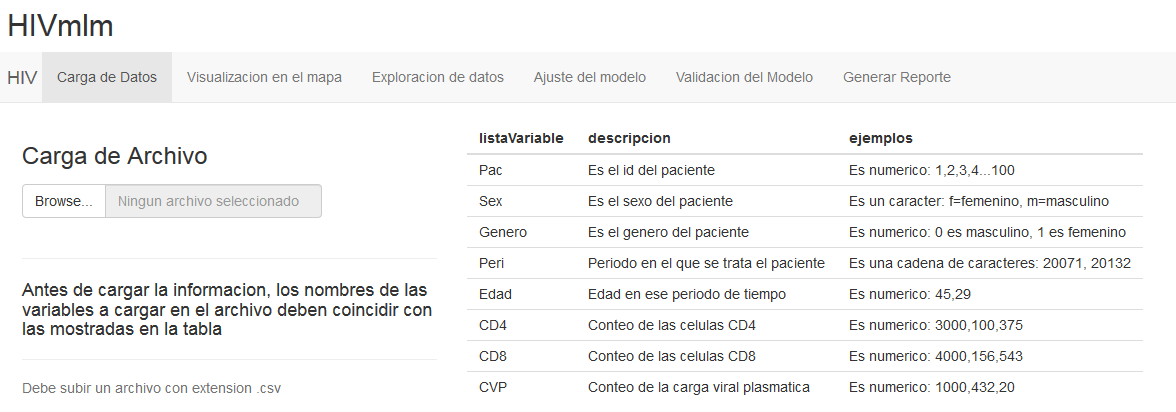 HIVmlm
HIV Carga de Datos Visualizacion en el mapa Exploracion de datos Ajuste del modelo Validacion del Modelo Generar Reporte
Carga de Archivo
Browse... Ningun archivo seleccionado
Antes de cargar la informacion, los nombres de las
variables a cargar en el archivo deben coincidir con
las mostradas en la tabla
Debe subir un archivo con extension .csv
listaVariable descripcion ejemplos
Pac Es el id del paciente Es numerico: 1,2,3,4...100
Sex Es el sexo del paciente Es un caracter: f=femenino, m=masculino
Genero Es el genero del paciente Es numerico: 0 es masculino, 1 es femenino
Peri Periodo en el que se trata el paciente Es una cadena de caracteres: 20071, 20132
Edad Edad en ese periodo de tiempo Es numerico: 45,29
CD4 Conteo de las celulas CD4 Es numerico: 3000,100,375
CD8 Conteo de las celulas CD8 Es numerico: 4000,156,543
CVP Conteo de la carga viral plasmatica Es numerico: 1000,432,20